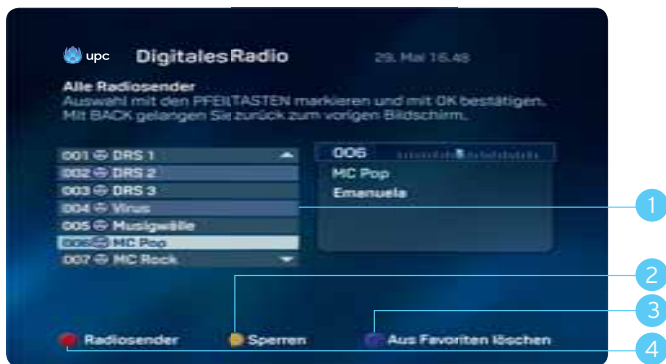 upc Digitales Radio 29. Mai 16.48
Alle Radiosender
Auswahl mit den PFEILTASTEN markieren und mit OK bestätigen.
Mit BACK gelangen Sie zurück zum vorigen Bildschirm.
001 DRS 1
002 DRS 2
003 DRS 3
004 Virus
005 Musigwälle
006 MC Pop
007 MC Rock
006
MC Pop
Emanuela
1
2
3
Radiosender Sperren Aus Favoriten löschen
4